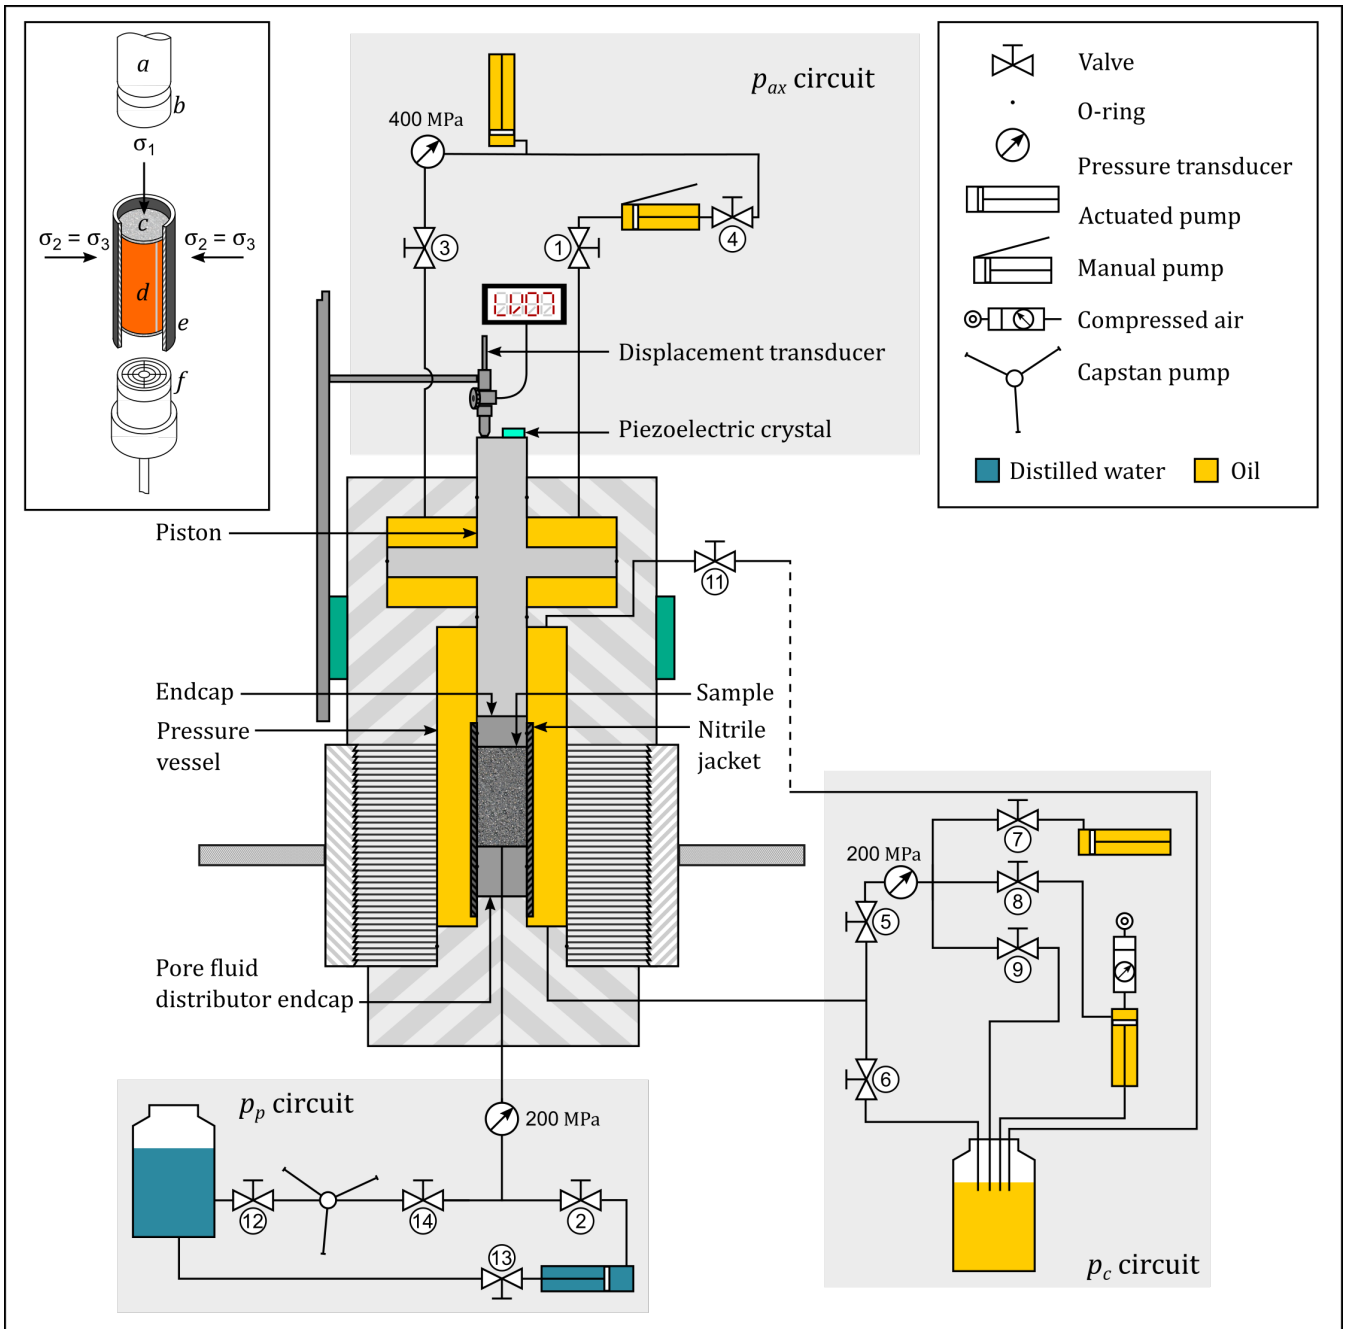 a
b
σ1
c
σ2 = σ3
σ2 = σ3
d
e
f
pax circuit
400 MPa
3
1
4
LV07
Displacement transducer
Piezoelectric crystal
Valve
O-ring
Pressure transducer
Actuated pump
Manual pump
Compressed air
Capstan pump
Distilled water
Oil
Piston
11
Endcap
Sample
Pressure
vessel
Nitrile
jacket
Pore fluid
distributor endcap
200 MPa
7
8
5
9
6
pc circuit
pp circuit
200 MPa
12
14
2
13